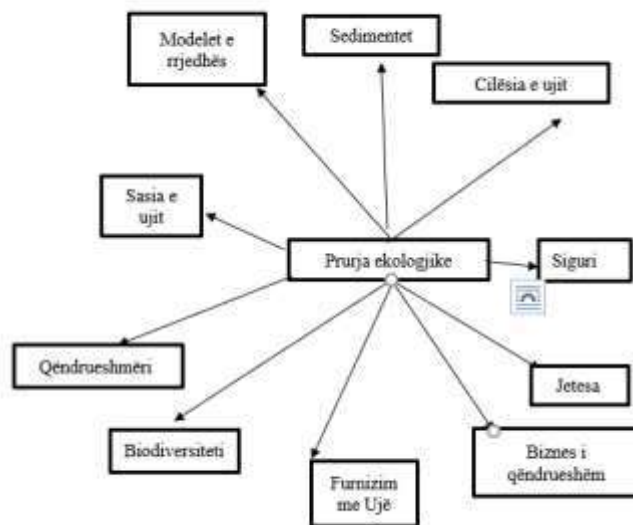 Modelet e
rrjedhës
Sedimentet
Cilësia e ujit
Sasia e
ujit
Prurja ekologjike
Siguri
Qëndrueshmëri
Jetesa
Biodiversiteti
Furnizim
me Ujë
Biznes i
qëndrueshëm